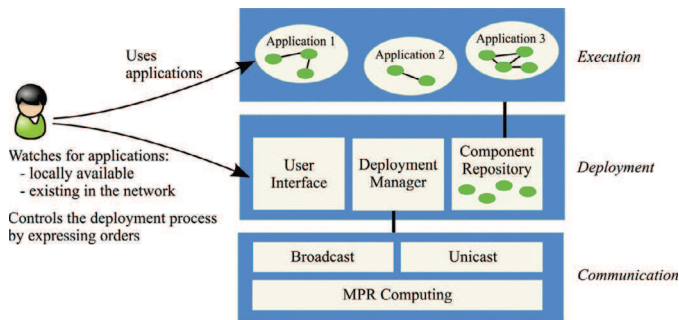 Uses
applications
Application 1
Application 2
Application 3
Execution
Watches for applications:
- locally available
- existing in the network
Controls the deployment process
by expressing orders
User
Interface
Deployment
Manager
Component
Repository
Deployment
Broadcast
Unicast
MPR Computing
Communication